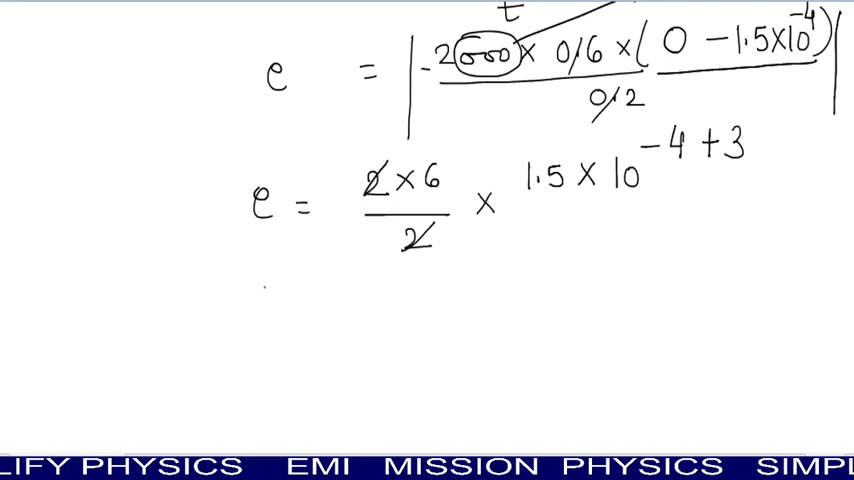 t
e = | -2000 × 0.6 × (0 - 1.5×10^-4) / 0.2 |
e = 2 × 6 / 2 × 1.5 × 10^-4 + 3
LIFY PHYSICS EMI MISSION PHYSICS SIMPL